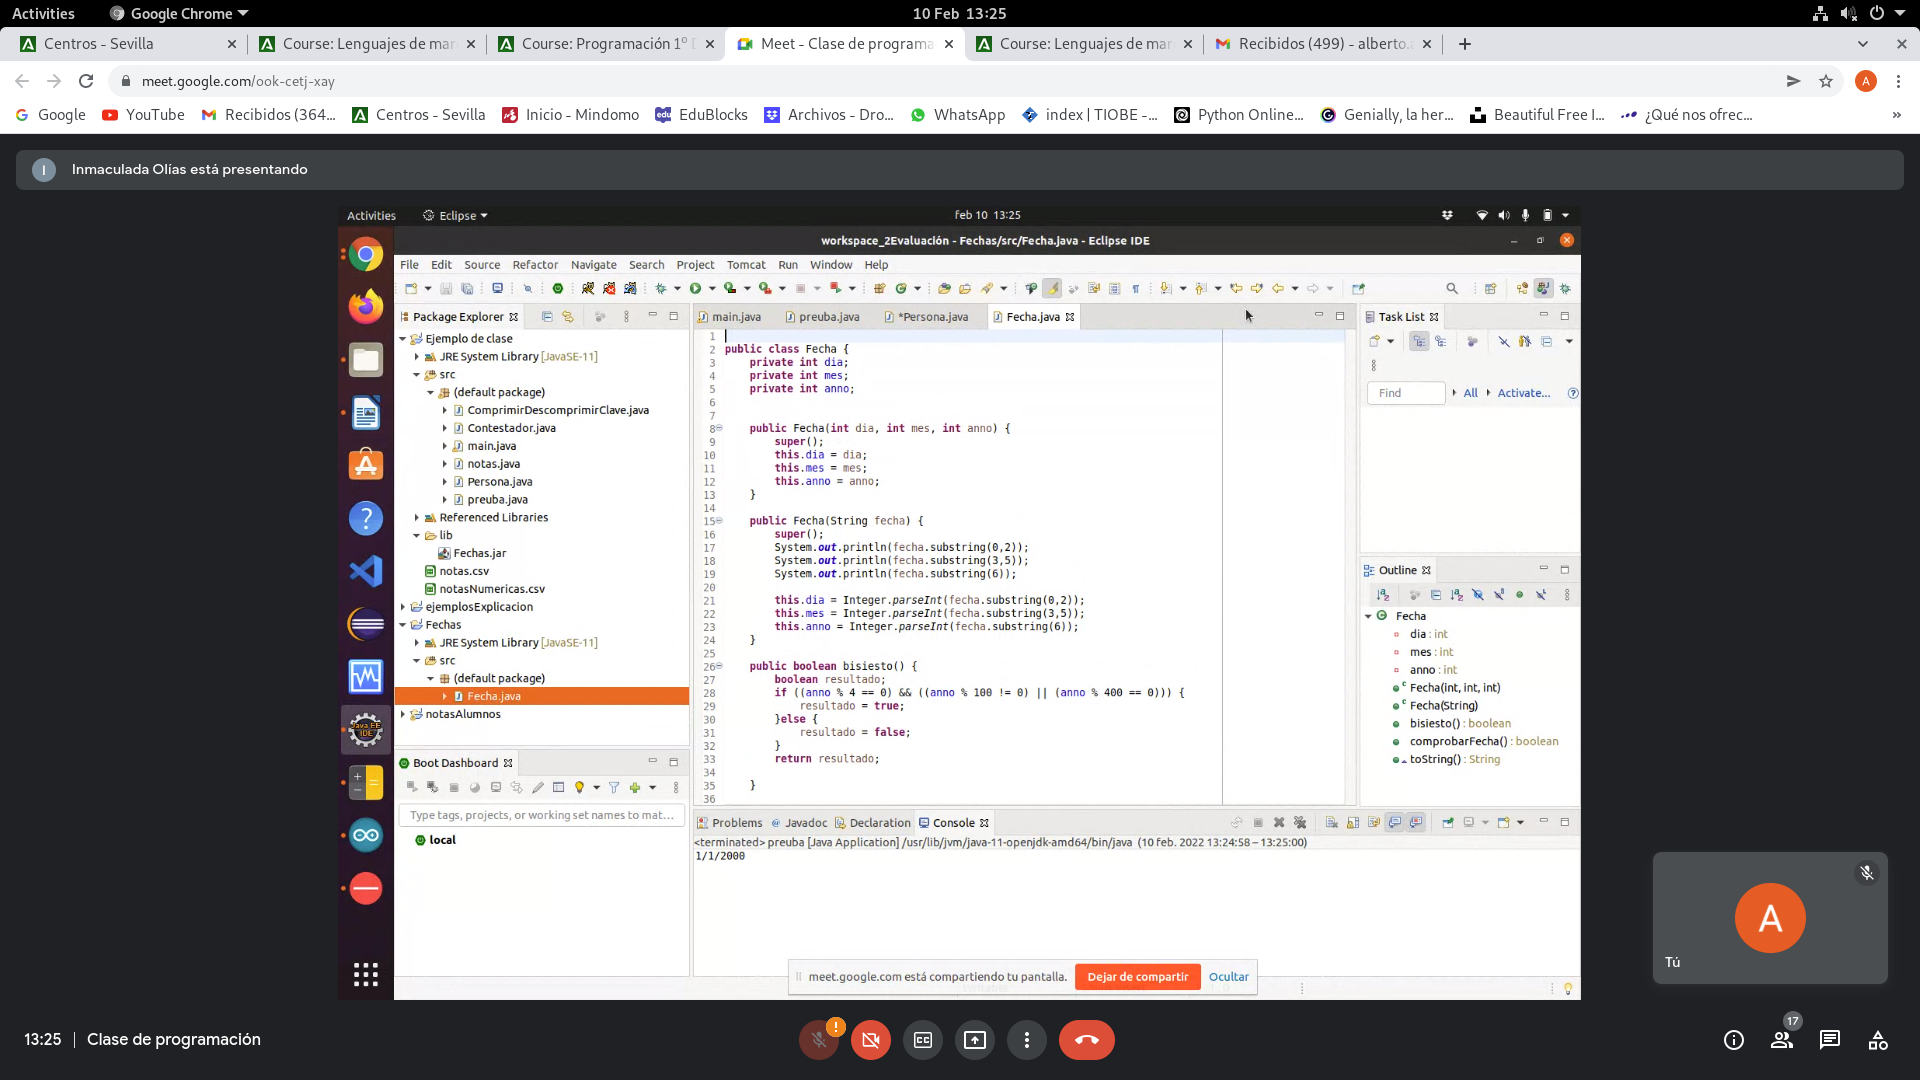 Activities
Google Chrome
10 Feb 13:25
Centros - Sevilla
Course: Lenguajes de mar
Course: Programación 1º D
Meet - Clase de programa
Course: Lenguajes de mar
Recibidos (499) - alberto.a
meet.google.com/ook-cetj-xay
A
Google
YouTube
Recibidos (364...
Centros - Sevilla
Inicio - Mindomo
EduBlocks
Archivos - Dro...
WhatsApp
index | TIOBE -...
Python Online...
Genially, la her...
Beautiful Free I...
¿Qué nos ofrec...
»
I
Inmaculada Olías está presentando
Activities
Eclipse
feb 10 13:25
workspace_2Evaluación - Fechas/src/Fecha.java - Eclipse IDE
File Edit Source Refactor Navigate Search Project Tomcat Run Window Help
Package Explorer
Ejemplo de clase
JRE System Library [JavaSE-11]
src
(default package)
ComprimirDescomprimirClave.java
Contestador.java
main.java
notas.java
Persona.java
preuba.java
Referenced Libraries
lib
Fechas.jar
notas.csv
notasNumericas.csv
ejemplosExplicacion
Fechas
JRE System Library [JavaSE-11]
src
(default package)
Fecha.java
notasAlumnos
Boot Dashboard
Type tags, projects, or working set names to mat...
local
main.java
preuba.java
*Persona.java
Fecha.java
1
2 public class Fecha {
3 private int dia;
4 private int mes;
5 private int anno;
6
7
8 public Fecha(int dia, int mes, int anno) {
9 super();
10 this.dia = dia;
11 this.mes = mes;
12 this.anno = anno;
13 }
14
15 public Fecha(String fecha) {
16 super();
17 System.out.println(fecha.substring(0,2));
18 System.out.println(fecha.substring(3,5));
19 System.out.println(fecha.substring(6));
20
21 this.dia = Integer.parseInt(fecha.substring(0,2));
22 this.mes = Integer.parseInt(fecha.substring(3,5));
23 this.anno = Integer.parseInt(fecha.substring(6));
24 }
25
26 public boolean bisiesto() {
27 boolean resultado;
28 if ((anno % 4 == 0) && ((anno % 100 != 0) || (anno % 400 == 0))) {
29 resultado = true;
30 }else {
31 resultado = false;
32 }
33 return resultado;
34
35 }
36
Task List
Find
All
Activate...
Outline
Fecha
dia : int
mes : int
anno : int
Fecha(int, int, int)
Fecha(String)
bisiesto() : boolean
comprobarFecha() : boolean
toString() : String
Problems
Javadoc
Declaration
Console
<terminated> preuba [Java Application] /usr/lib/jvm/java-11-openjdk-amd64/bin/java (10 feb. 2022 13:24:58 – 13:25:00)
1/1/2000
meet.google.com está compartiendo tu pantalla.
Dejar de compartir
Ocultar
A
Tú
13:25
Clase de programación
17